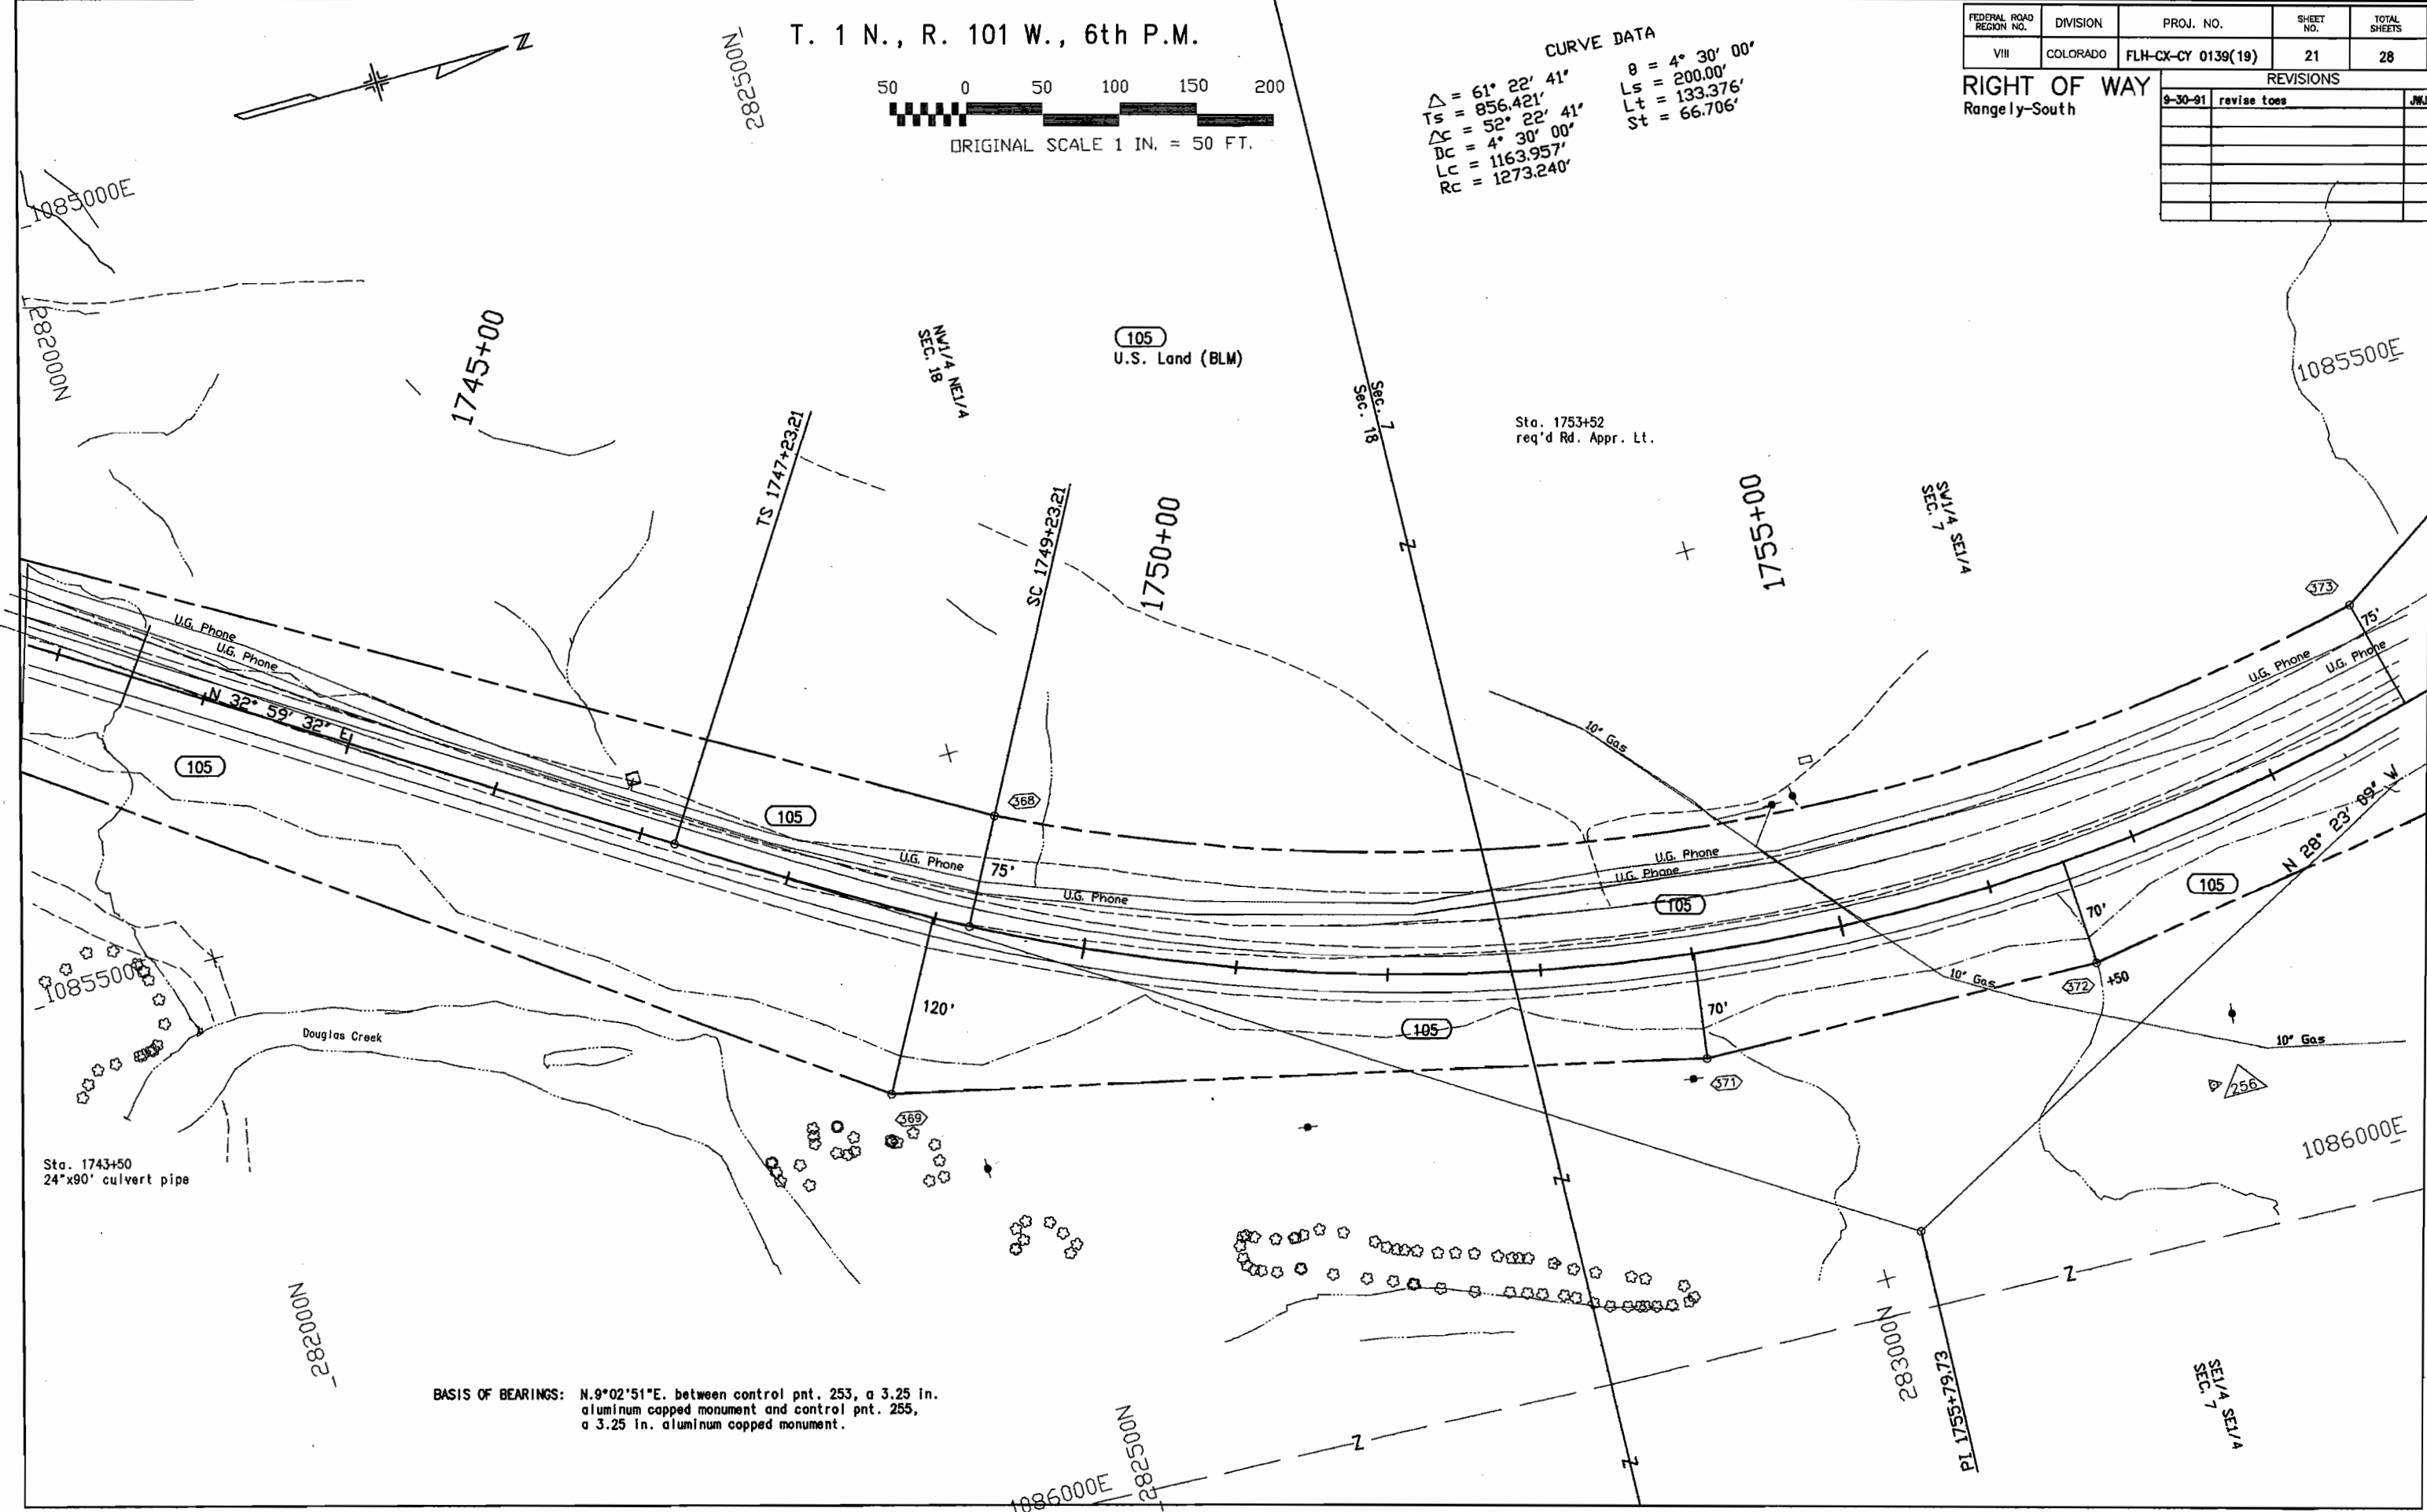 T. 1 N., R. 101 W., 6th P.M.
Z
50 0 50 100 150 200
ORIGINAL SCALE 1 IN. = 50 FT.
CURVE DATA
Δ = 61° 22' 41"
Ts = 856.421'
Δc = 52° 22' 41"
Dc = 4° 30' 00"
Lc = 1163.957'
Rc = 1273.240'
θ = 4° 30' 00"
Ls = 200.00'
Lt = 133.376'
St = 66.706'
FEDERAL ROAD REGION NO. DIVISION PROJ. NO. SHEET NO. TOTAL SHEETS
VIII COLORADO FLH-CX-CY 0139(19) 21 28
RIGHT OF WAY
Rangely-South
REVISIONS
9-30-91 revise toes JWJ
282500N
1085000E
282000N
1745+00
NW1/4 NE1/4
SEC. 18
105
U.S. Land (BLM)
Sec. 7
Sec. 18
Sta. 1753+52
req'd Rd. Appr. Lt.
1085500E
TS 1747+23.21
SC 1749+23.21
1750+00
1755+00
SW1/4 SE1/4
SEC. 7
Z
373
75'
U.G. Phone
U.G. Phone
U.G. Phone
U.G. Phone
N 32° 59' 32" E
105
10" Gas
368
105
75'
U.G. Phone
U.G. Phone
U.G. Phone
U.G. Phone
105
N 28° 23' 09" W
105
70'
120'
70'
10" Gas
372
+50
1085500E
Douglas Creek
105
10" Gas
371
369
256
1086000E
Sta. 1743+50
24"x90' culvert pipe
Z
Z
282000N
283000N
PI 1755+79.73
SE1/4 SE1/4
SEC. 7
BASIS OF BEARINGS: N.9°02'51"E. between control pnt. 253, a 3.25 in.
aluminum capped monument and control pnt. 255,
a 3.25 in. aluminum capped monument.
282500N
Z
Z
1086000E